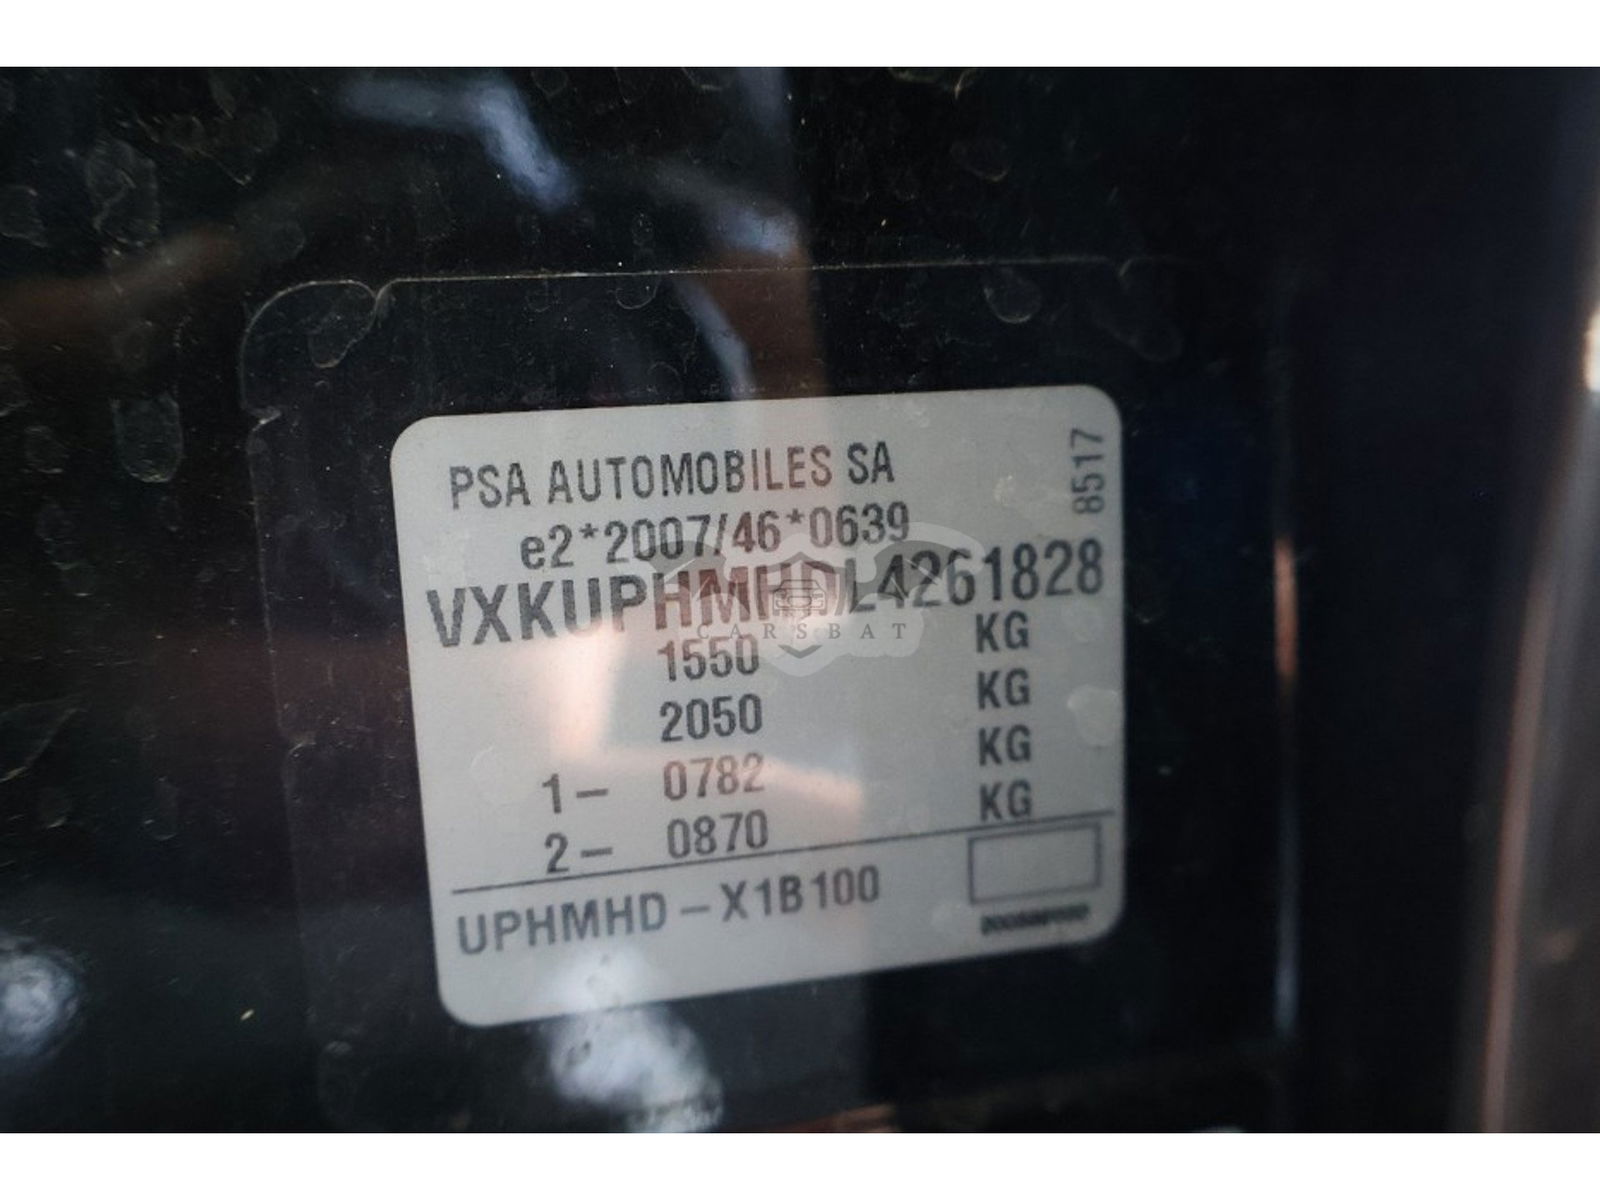 PSA AUTOMOBILES SA
8517
e2*2007/46*0639
VXKUPHMHDL4261828
CARSBAT
1550 KG
2050 KG
1- 0782 KG
2- 0870 KG
UPHMHD - X1B100